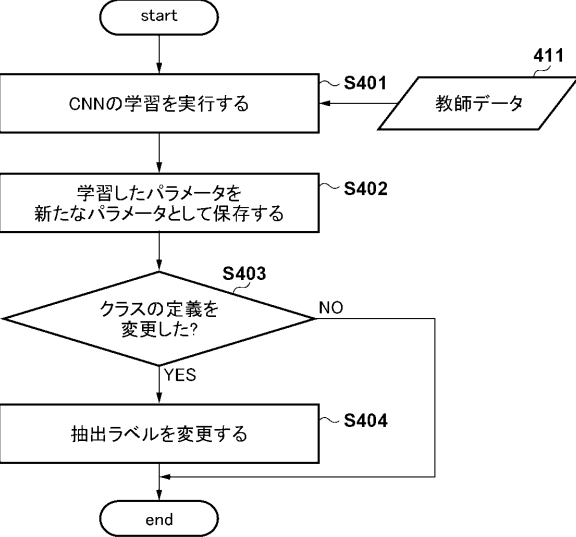 start
S401
411
CNNの学習を実行する
教師データ
S402
学習したパラメータを
新たなパラメータとして保存する
S403
クラスの定義を
変更した?
NO
YES
S404
抽出ラベルを変更する
end